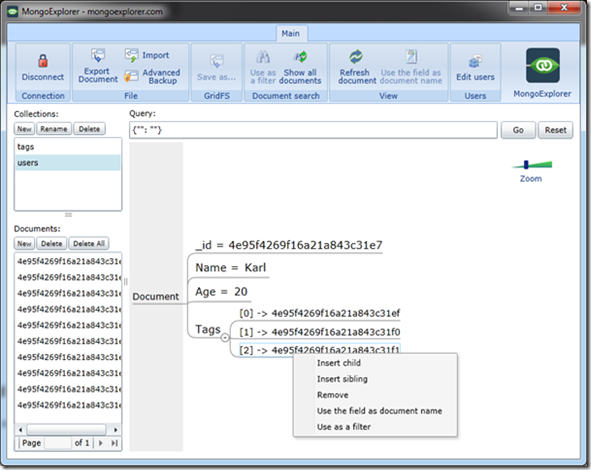 MongoExplorer - mongoexplorer.com
Main
Disconnect
Connection
Export Document
Import
Advanced Backup
File
Save as...
GridFS
Use as a filter
Show all documents
Document search
Refresh document
Use the field as document name
View
Edit users
Users
MongoExplorer
Collections:
New Rename Delete
tags
users
Query:
{"": ""}
Go Reset
Zoom
Documents:
New Delete Delete All
4e95f4269f16a21a843c31e
4e95f4269f16a21a843c31e
4e95f4269f16a21a843c31e
4e95f4269f16a21a843c31e
4e95f4269f16a21a843c31e
4e95f4269f16a21a843c31e
4e95f4269f16a21a843c31e
4e95f4269f16a21a843c31e
4e95f4269f16a21a843c31e
4e95f4269f16a21a843c31e
Page of 1
Document
_id = 4e95f4269f16a21a843c31e7
Name = Karl
Age = 20
Tags
[0] -> 4e95f4269f16a21a843c31ef
[1] -> 4e95f4269f16a21a843c31f0
[2] -> 4e95f4269f16a21a843c31f1
Insert child
Insert sibling
Remove
Use the field as document name
Use as a filter